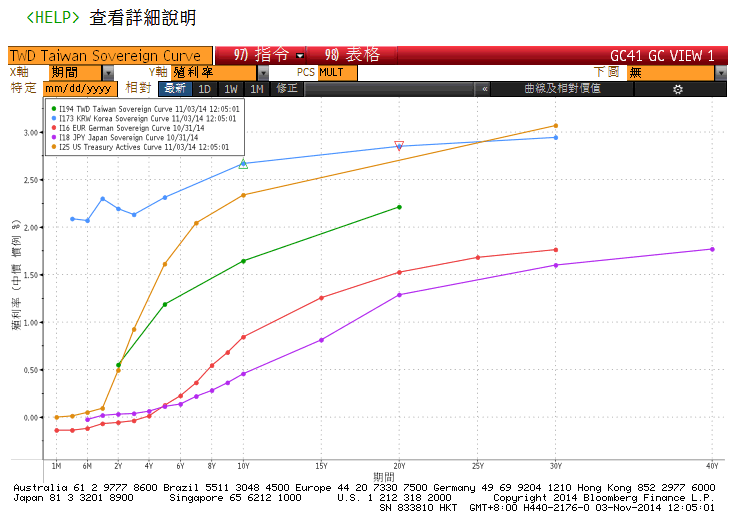 <HELP> 查看詳細說明
TWD Taiwan Sovereign Curve 97) 指令 98) 表格 GC41 GC VIEW 1
X軸 期間 Y軸 殖利率 PCS MULT 下圖 無
特定 mm/dd/yyyy 相對 最新 1D 1W 1M 修正 « 曲線及相對價值
I194 TWD Taiwan Sovereign Curve 11/03/14 12:05:01
I173 KRW Korea Sovereign Curve 11/03/14 12:05:01
I16 EUR German Sovereign Curve 10/31/14
I18 JPY Japan Sovereign Curve 10/31/14
I25 US Treasury Actives Curve 11/03/14 12:05:01
3.00
2.50
2.00
1.50
1.00
0.50
0.00
殖利率 (中價 慣例 %)
1M 6M 2Y 4Y 6Y 8Y 10Y 15Y 20Y 25Y 30Y 40Y
期間
Australia 61 2 9777 8600 Brazil 5511 3048 4500 Europe 44 20 7330 7500 Germany 49 69 9204 1210 Hong Kong 852 2977 6000
Japan 81 3 3201 8900 Singapore 65 6212 1000 U.S. 1 212 318 2000 Copyright 2014 Bloomberg Finance L.P.
SN 833810 HKT GMT+8:00 H440-2176-0 03-Nov-2014 12:05:01